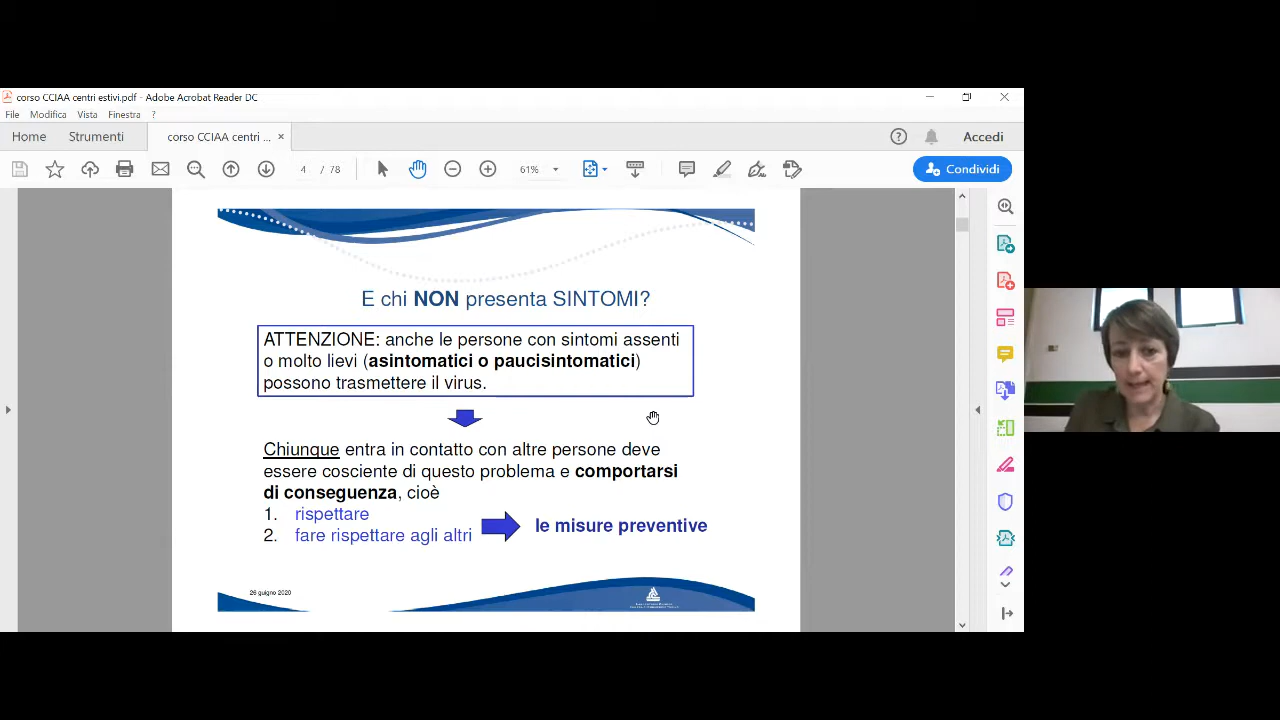 corso CCIAA centri estivi.pdf - Adobe Acrobat Reader DC
File Modifica Vista Finestra ?
Home Strumenti corso CCIAA centri ... × Accedi
4 / 78 61% Condividi
E chi NON presenta SINTOMI?
ATTENZIONE: anche le persone con sintomi assenti
o molto lievi (asintomatici o paucisintomatici)
possono trasmettere il virus.
Chiunque entra in contatto con altre persone deve
essere cosciente di questo problema e comportarsi
di conseguenza, cioè
1. rispettare
2. fare rispettare agli altri
le misure preventive
26 guigno 2020